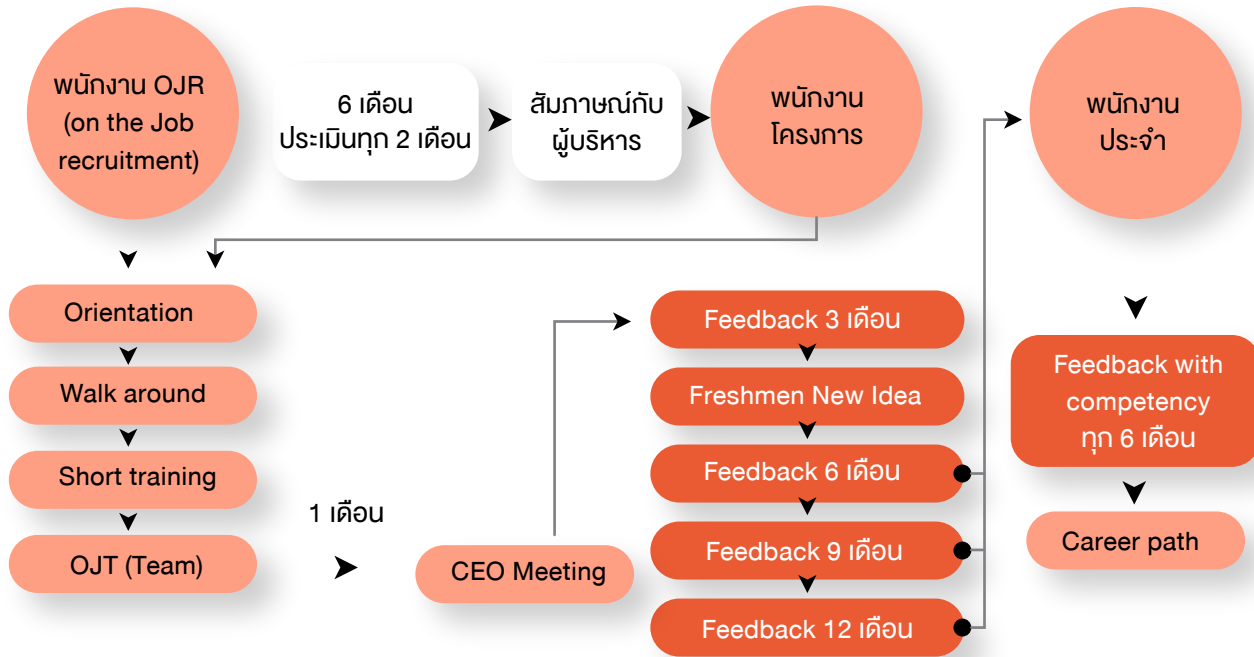 พนักงาน OJR
(on the Job
recruitment)
6 เดือน
ประเมินทุก 2 เดือน
สัมภาษณ์กับ
ผู้บริหาร
พนักงาน
โครงการ
พนักงาน
ประจำ
Orientation
Walk around
Short training
OJT (Team)
1 เดือน
CEO Meeting
Feedback 3 เดือน
Freshmen New Idea
Feedback 6 เดือน
Feedback 9 เดือน
Feedback 12 เดือน
Feedback with
competency
ทุก 6 เดือน
Career path